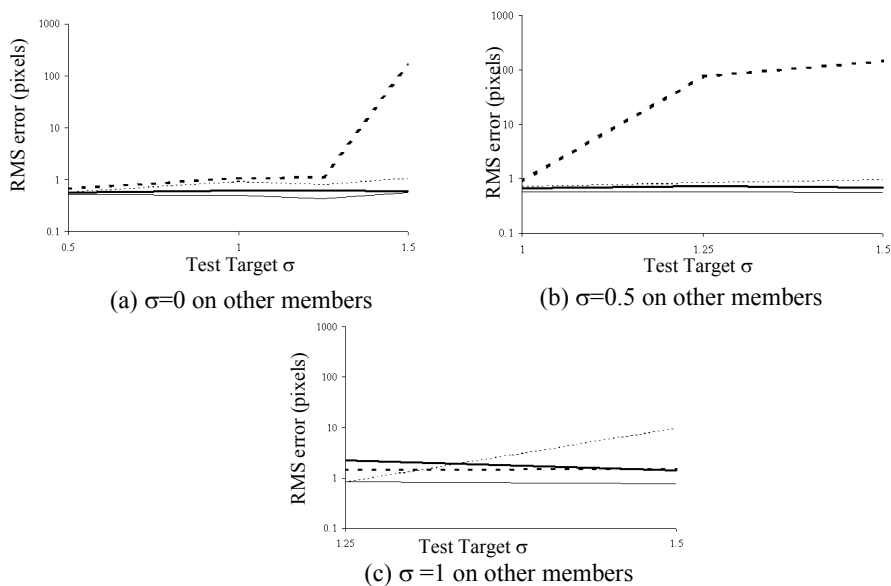 RMS error (pixels)
1000
100
10
1
0.1
0.5
1
1.5
Test Target σ
(a) σ=0 on other members
RMS error (pixels)
1000
100
10
1
0.1
1
1.25
1.5
Test Target σ
(b) σ=0.5 on other members
RMS error (pixels)
1000
100
10
1
0.1
1.25
1.5
Test Target σ
(c) σ =1 on other members